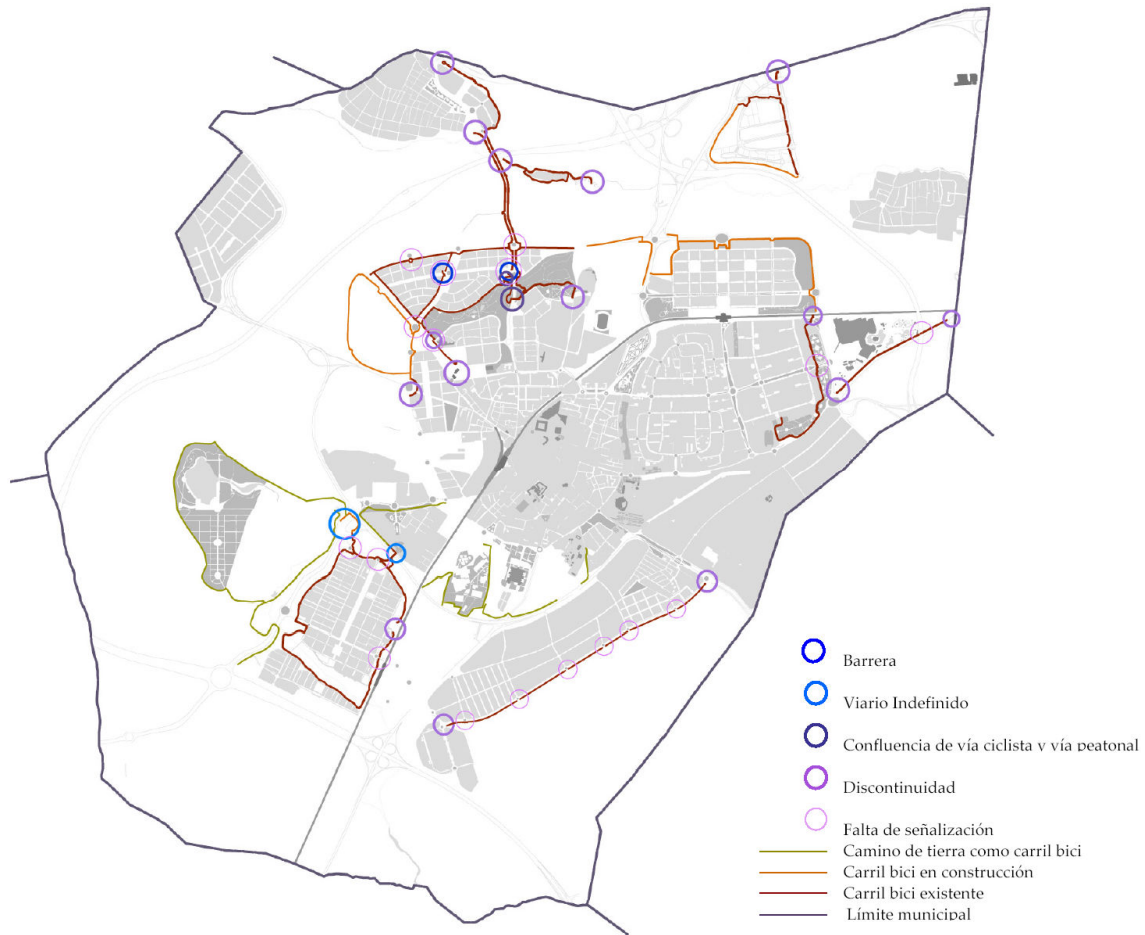 Barrera
Viario Indefinido
Confluencia de vía ciclista y vía peatonal
Discontinuidad
Falta de señalización
Camino de tierra como carril bici
Carril bici en construcción
Carril bici existente
Límite municipal